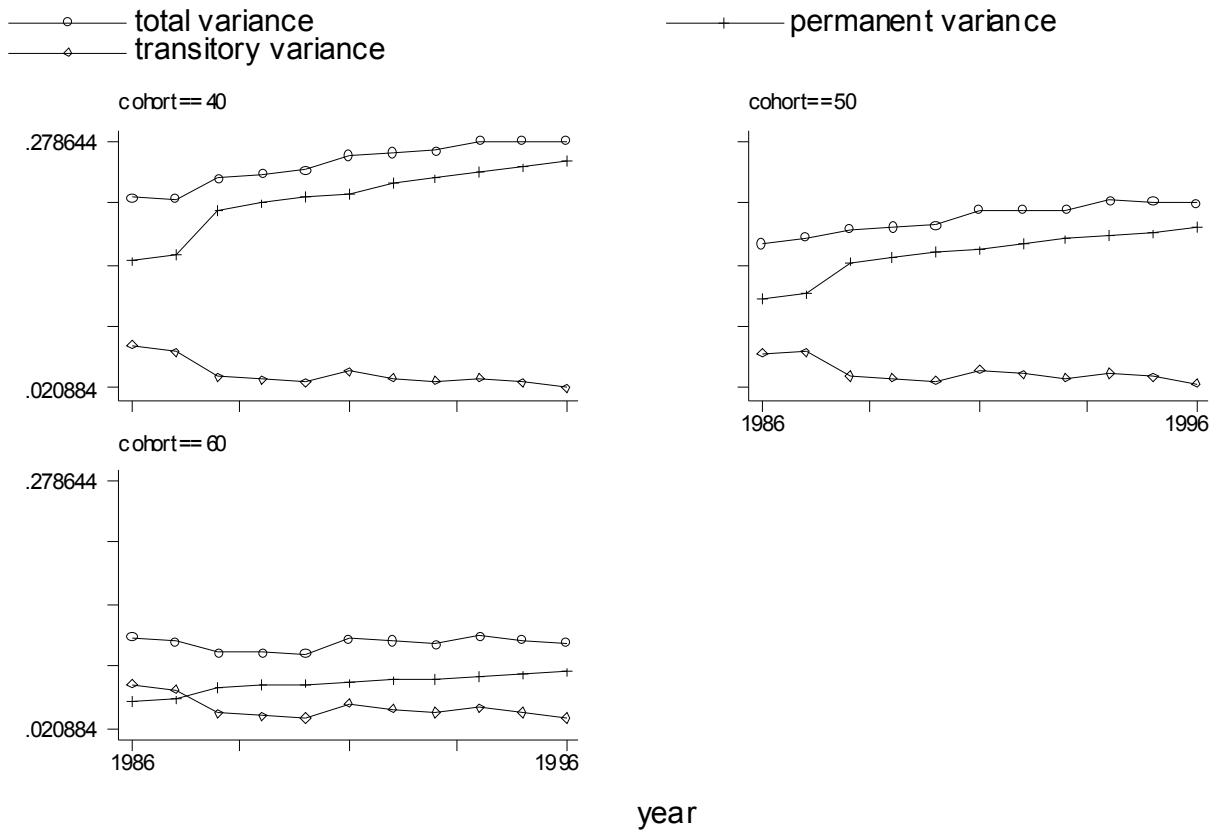 total variance
permanent variance
transitory variance
cohort==40
cohort==50
.278644
.020884
1986
1996
cohort==60
.278644
.020884
1986
1996
year